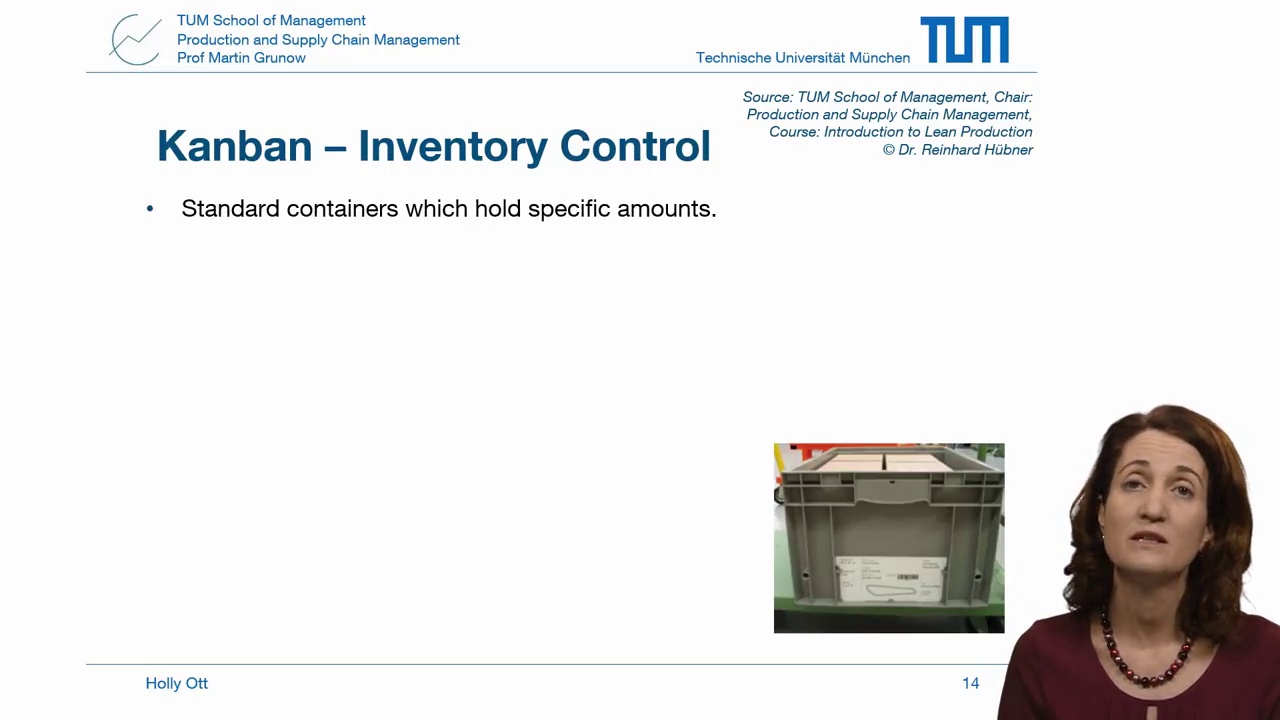 TUM School of Management
Production and Supply Chain Management
Prof Martin Grunow
Technische Universität München
TUM
Source: TUM School of Management, Chair:
Production and Supply Chain Management,
Course: Introduction to Lean Production
© Dr. Reinhard Hübner
Kanban – Inventory Control
• Standard containers which hold specific amounts.
Holly Ott
14